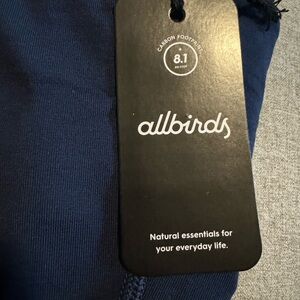 CARBON FOOTPRINT
8.1
allbirds
Natural essentials for
your everyday life.